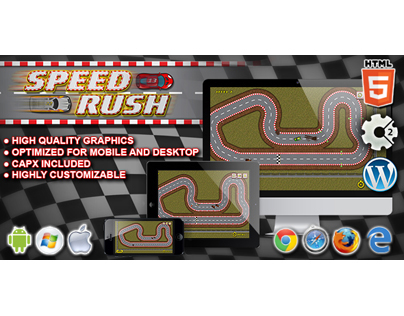 SPEED
RUSH
HIGH QUALITY GRAPHICS
OPTIMIZED FOR MOBILE AND DESKTOP
CAPX INCLUDED
HIGHLY CUSTOMIZABLE
HTML
5
2
W
e